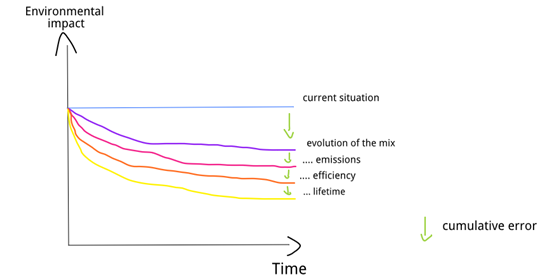 Environmental
impact
current situation
evolution of the mix
.... emissions
.... efficiency
... lifetime
cumulative error
Time